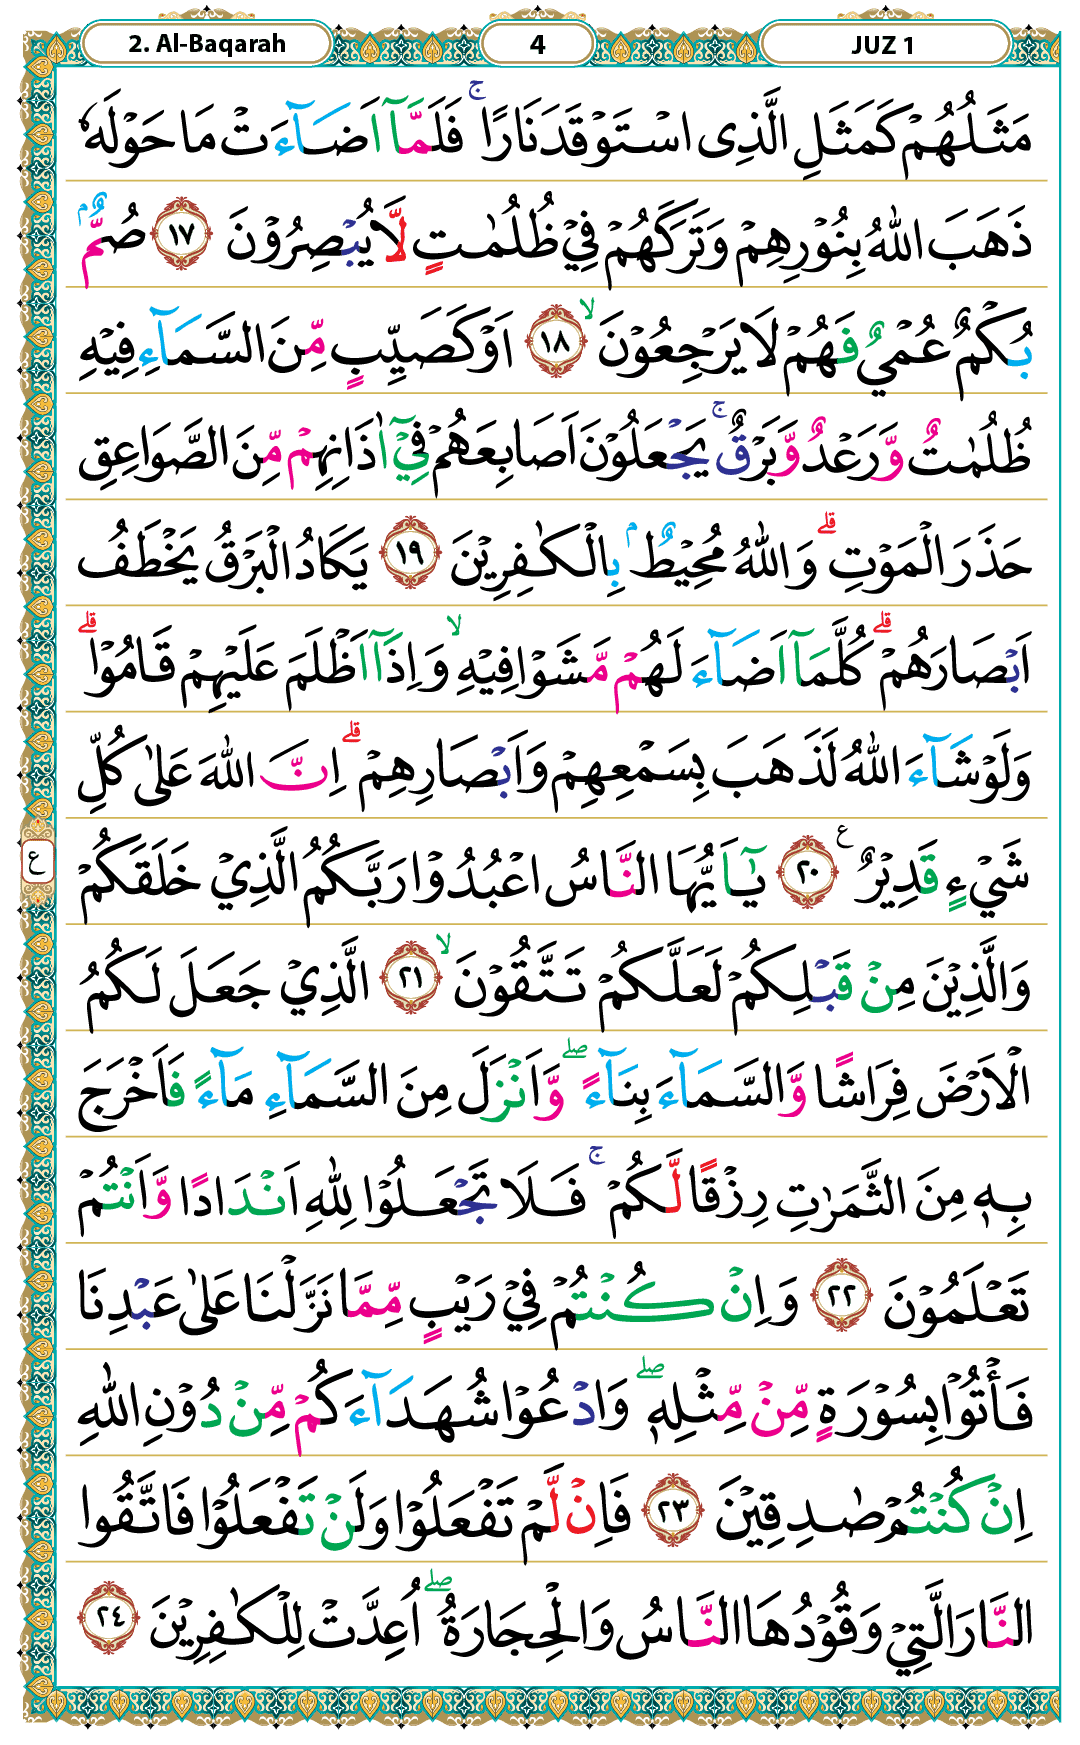 2. Al-Baqarah 4 JUZ 1
مَثَلُهُمْ كَمَثَلِ الَّذِى اسْتَوْقَدَ نَارًا ۚ فَلَمَّآ اَضَآءَتْ مَا حَوْلَهٗ
ذَهَبَ اللّٰهُ بِنُوْرِهِمْ وَتَرَكَهُمْ فِيْ ظُلُمٰتٍ لَّا يُبْصِرُوْنَ ١٧ صُمٌّ ۢ
بُكْمٌ عُمْيٌ فَهُمْ لَا يَرْجِعُوْنَ ۙ ١٨ اَوْ كَصَيِّبٍ مِّنَ السَّمَآءِ فِيْهِ
ظُلُمٰتٌ وَّرَعْدٌ وَّبَرْقٌ ۚ يَجْعَلُوْنَ اَصَابِعَهُمْ فِيْٓ اٰذَانِهِمْ مِّنَ الصَّوَاعِقِ
حَذَرَ الْمَوْتِ ۗ وَاللّٰهُ مُحِيْطٌ ۢ بِالْكٰفِرِيْنَ ١٩ يَكَادُ الْبَرْقُ يَخْطَفُ
اَبْصَارَهُمْ ۗ كُلَّمَآ اَضَآءَ لَهُمْ مَّشَوْا فِيْهِ ۙ وَاِذَآ اَظْلَمَ عَلَيْهِمْ قَامُوْا ۗ
وَلَوْ شَآءَ اللّٰهُ لَذَهَبَ بِسَمْعِهِمْ وَاَبْصَارِهِمْ ۗ اِنَّ اللّٰهَ عَلٰى كُلِّ
شَيْءٍ قَدِيْرٌ ع ٢٠ يٰٓاَيُّهَا النَّاسُ اعْبُدُوْا رَبَّكُمُ الَّذِيْ خَلَقَكُمْ
ع
وَالَّذِيْنَ مِنْ قَبْلِكُمْ لَعَلَّكُمْ تَتَّقُوْنَ ۙ ٢١ الَّذِيْ جَعَلَ لَكُمُ
الْاَرْضَ فِرَاشًا وَّالسَّمَآءَ بِنَآءً ۖ وَّاَنْزَلَ مِنَ السَّمَآءِ مَآءً فَاَخْرَجَ
بِهٖ مِنَ الثَّمَرٰتِ رِزْقًا لَّكُمْ ۚ فَلَا تَجْعَلُوْا لِلّٰهِ اَنْدَادًا وَّاَنْتُمْ
تَعْلَمُوْنَ ٢٢ وَاِنْ كُنْتُمْ فِيْ رَيْبٍ مِّمَّا نَزَّلْنَا عَلٰى عَبْدِنَا
فَأْتُوْا بِسُوْرَةٍ مِّنْ مِّثْلِهٖ ۖ وَادْعُوْا شُهَدَآءَكُمْ مِّنْ دُوْنِ اللّٰهِ
اِنْ كُنْتُمْ صٰدِقِيْنَ ٢٣ فَاِنْ لَّمْ تَفْعَلُوْا وَلَنْ تَفْعَلُوْا فَاتَّقُوا
النَّارَ الَّتِيْ وَقُوْدُهَا النَّاسُ وَالْحِجَارَةُ ۖ اُعِدَّتْ لِلْكٰفِرِيْنَ ٢٤